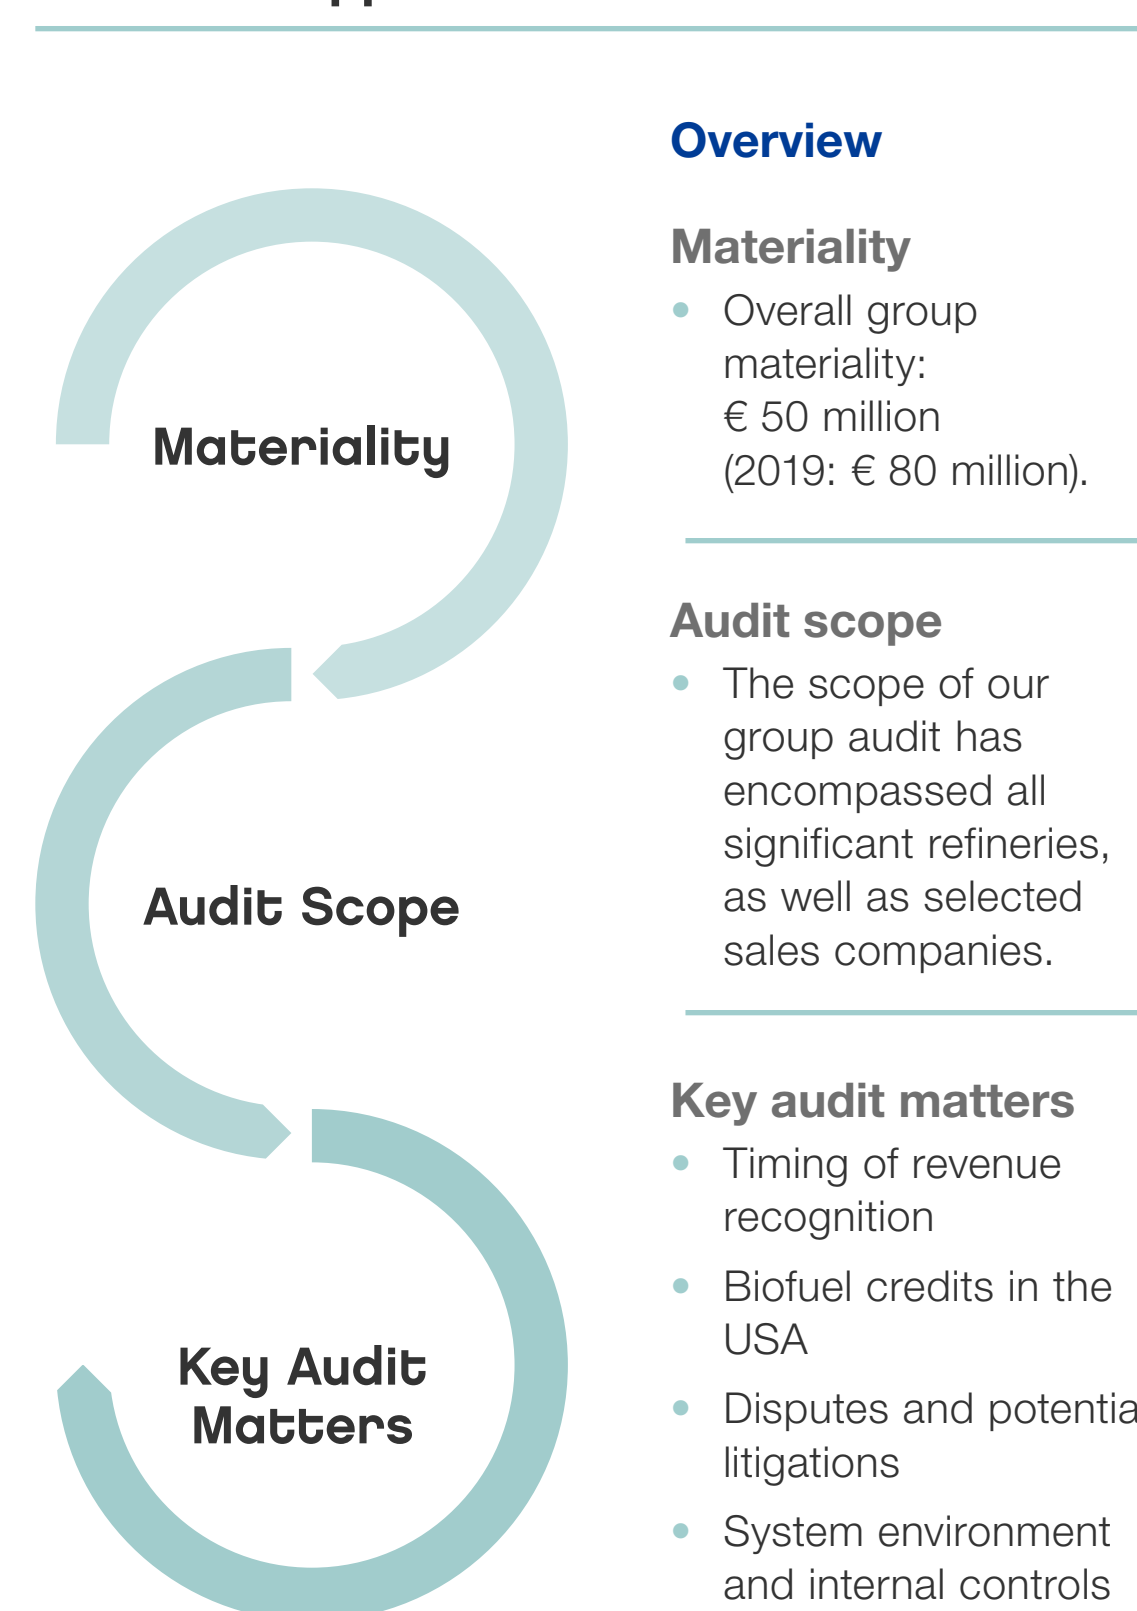 Overview
Materiality
• Overall group
materiality:
€ 50 million
(2019: € 80 million).
Audit scope
• The scope of our
group audit has
encompassed all
significant refineries,
as well as selected
sales companies.
Key audit matters
• Timing of revenue
recognition
• Biofuel credits in the
USA
• Disputes and potentia
litigations
• System environment
and internal controls
Materiality
Audit Scope
Key Audit
Matters